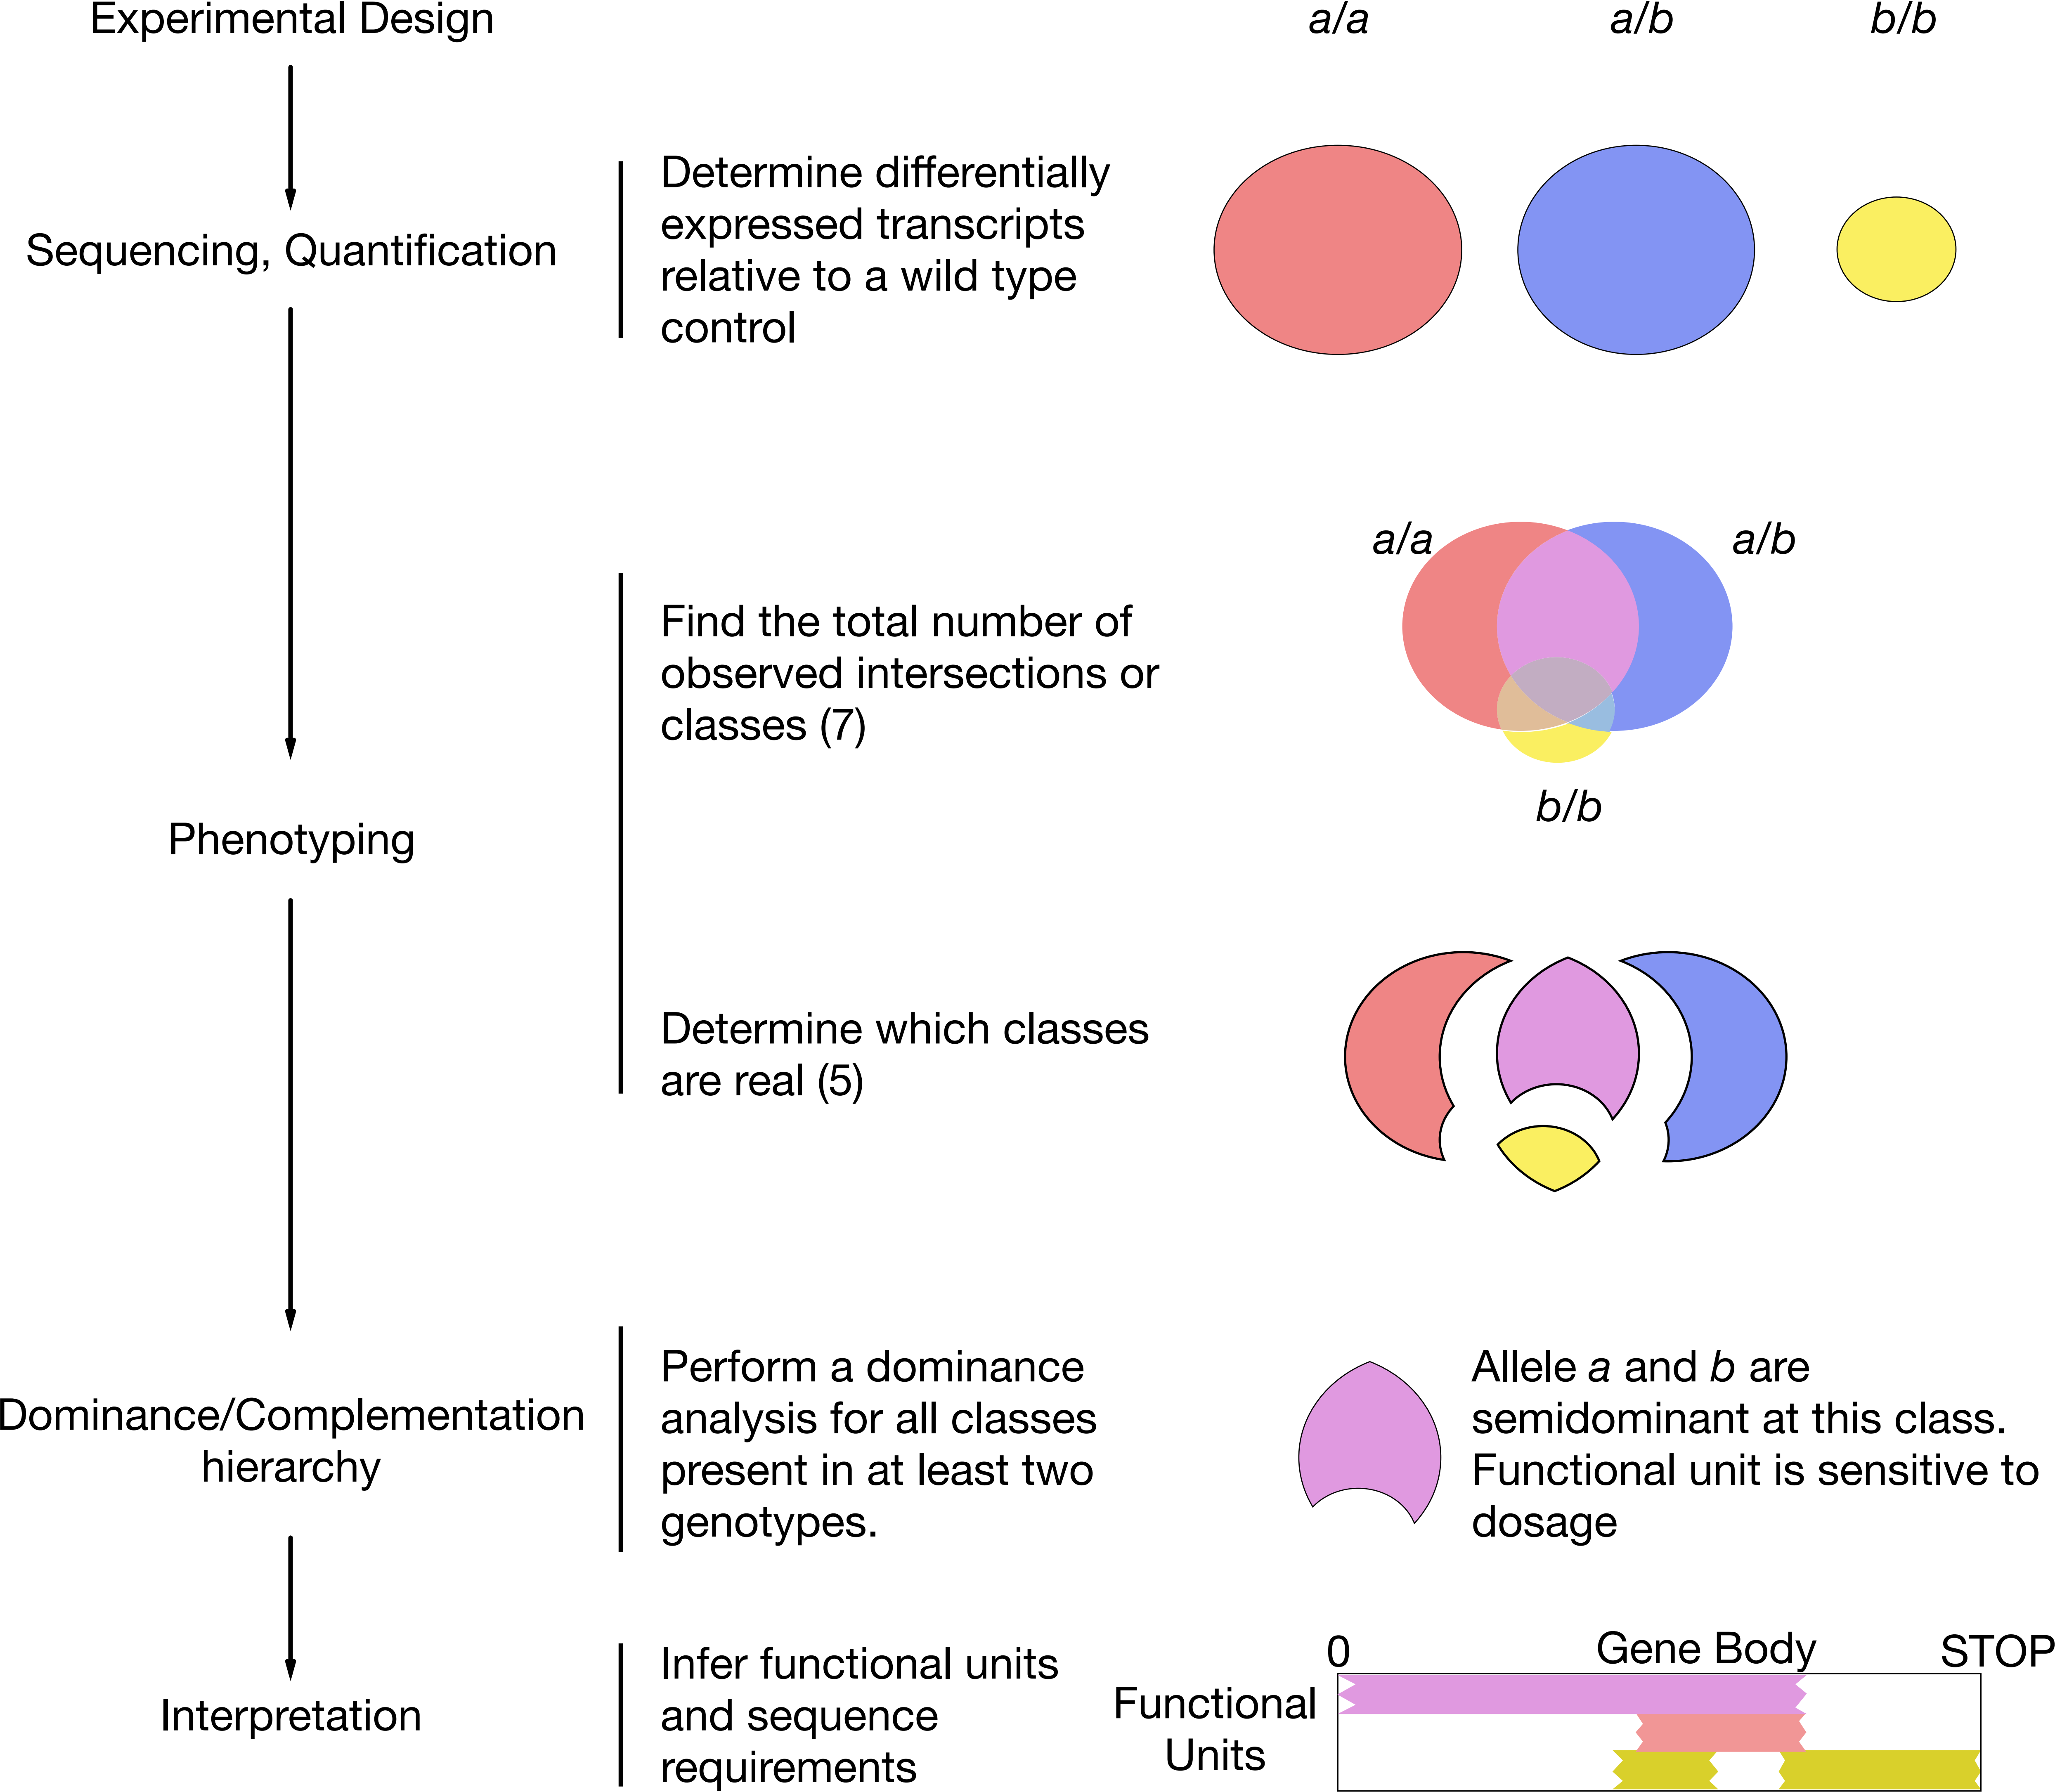 Experimental Design
a/a
a/b
b/b
Sequencing, Quantification
Determine differentially
expressed transcripts
relative to a wild type
control
Find the total number of
observed intersections or
classes (7)
a/a
a/b
b/b
Phenotyping
Determine which classes
are real (5)
Dominance/Complementation
hierarchy
Perform a dominance
analysis for all classes
present in at least two
genotypes.
Allele a and b are
semidominant at this class.
Functional unit is sensitive to
dosage
Interpretation
Infer functional units
and sequence
requirements
0
Gene Body
STOP
Functional
Units